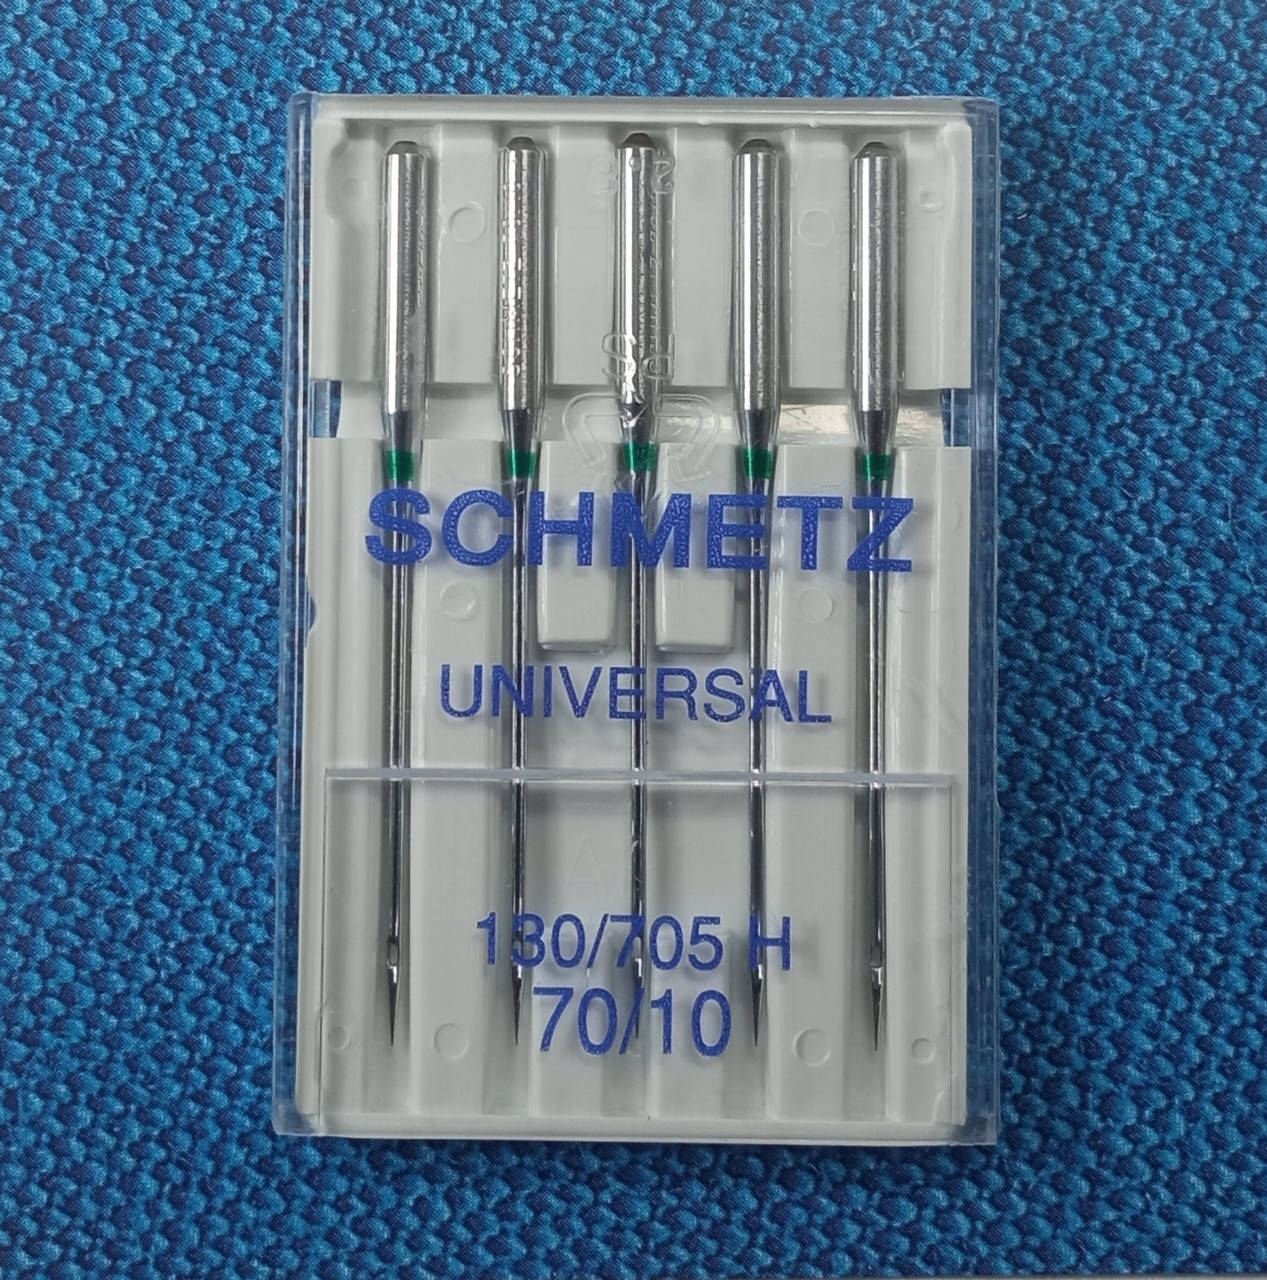 SCHMETZ
UNIVERSAL
130/705 H
70/10